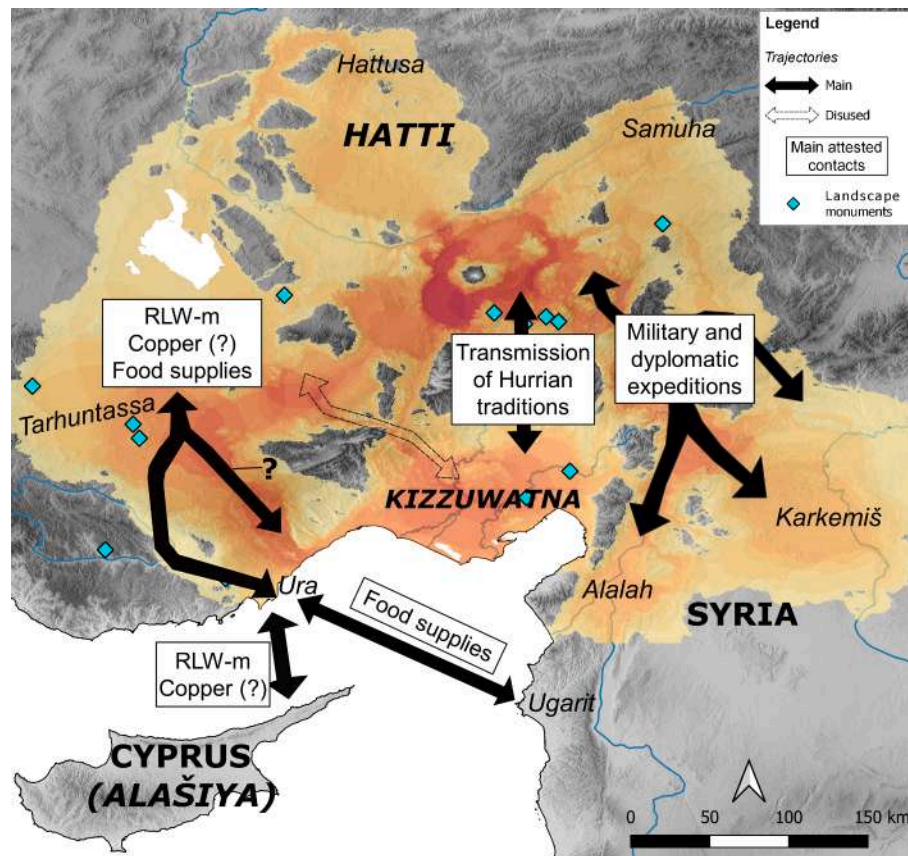 Legend
Trajectories
Main
Disused
Main attested
contacts
Landscape
monuments
Hattusa
HATTI
Samuha
RLW-m
Copper (?)
Food supplies
Transmission
of Hurrian
traditions
Military and
dyplomatic
expeditions
Tarhuntassa
?
KIZZUWATNA
Karkemiš
Ura
Alalah
SYRIA
Food supplies
RLW-m
Copper (?)
Ugarit
CYPRUS
(ALAŠIYA)
0 50 100 150 km